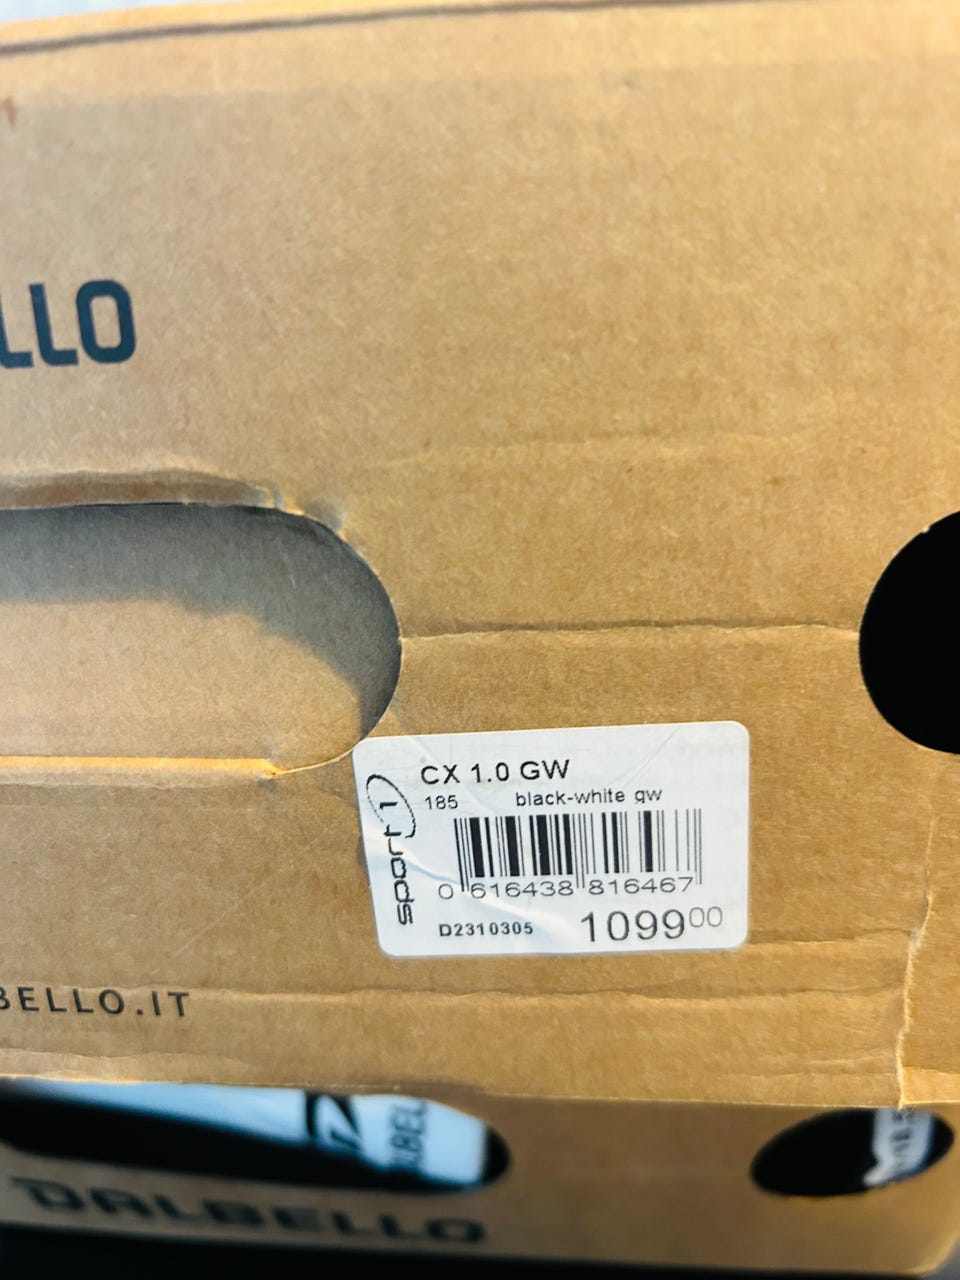 LLO
CX 1.0 GW
185 black-white gw
sport 1
0 616438 816467
D2310305 1099 00
BELLO.IT
ALBEL
DALBELLO